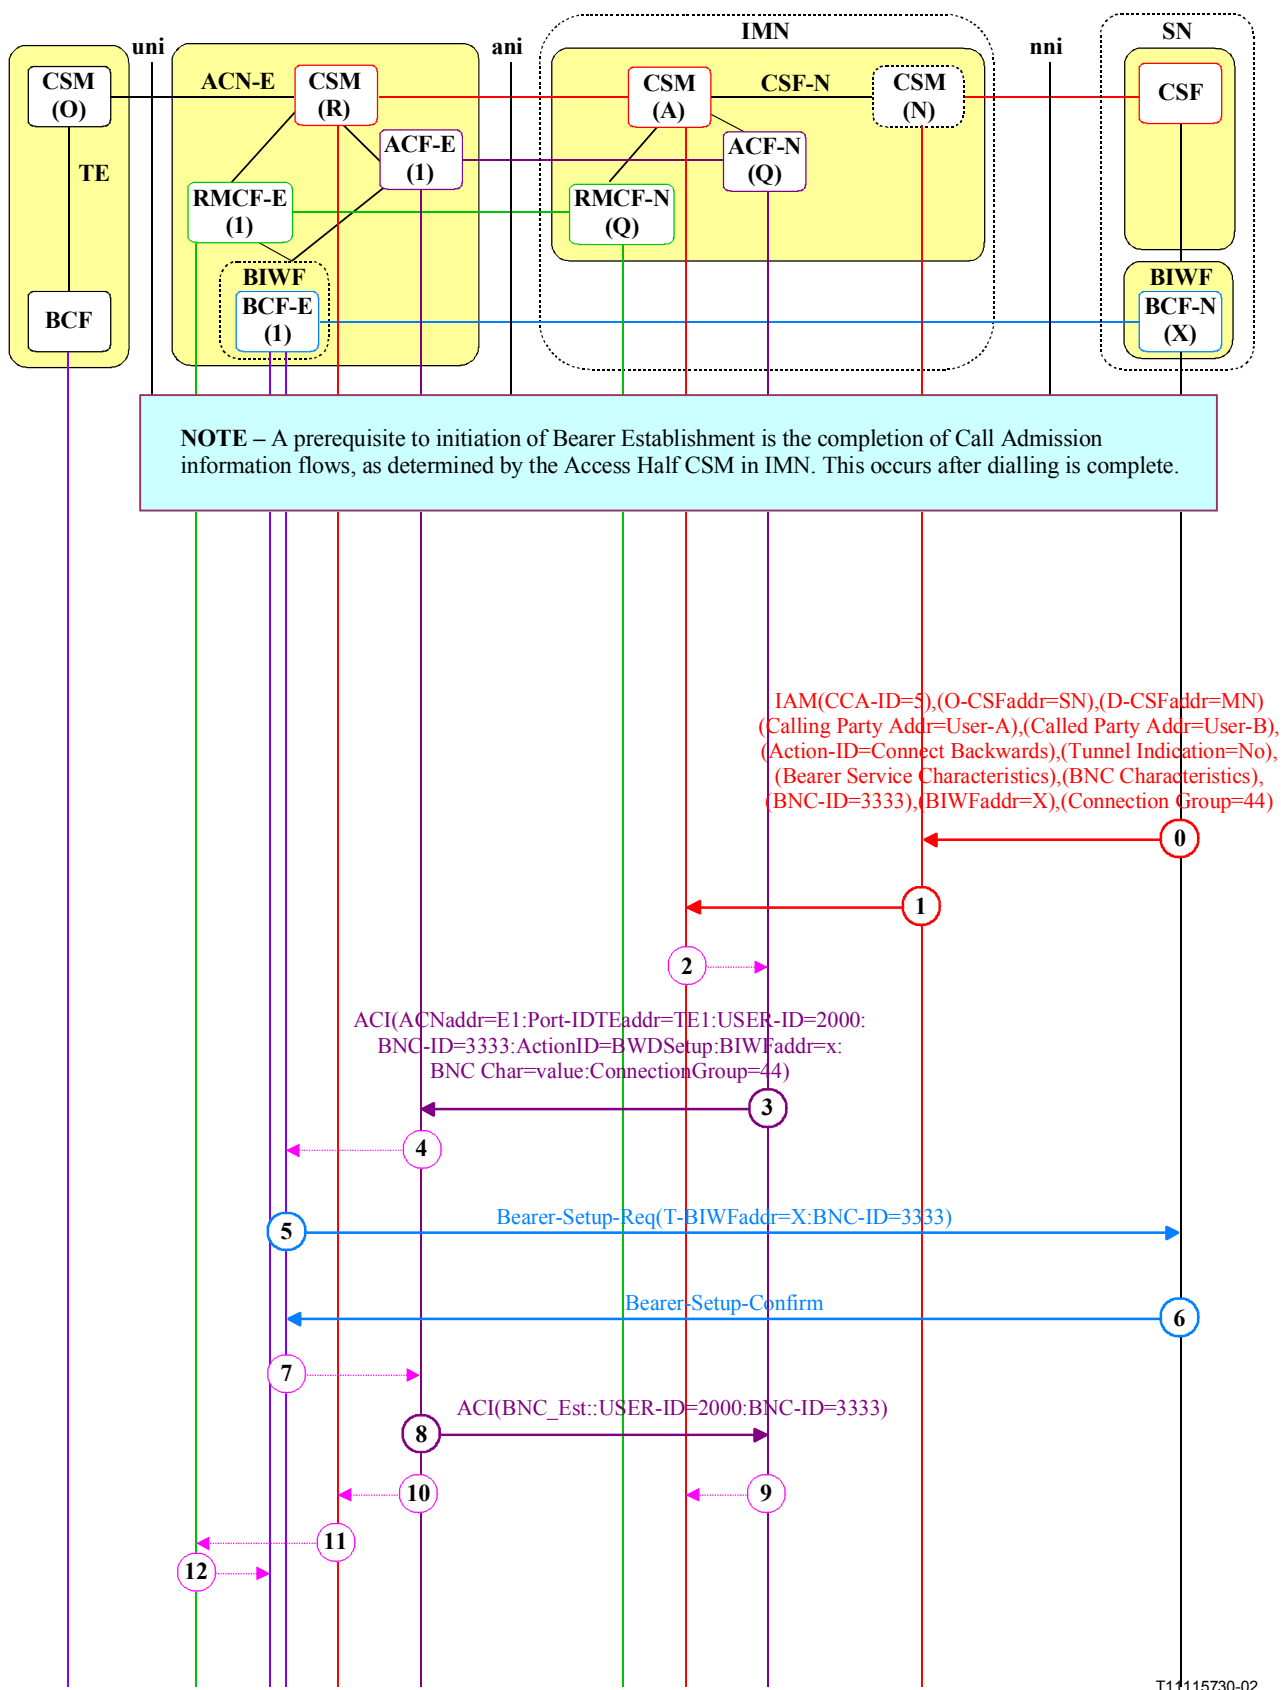 uni
ani
IMN
nni
SN
CSM
(O)
ACN-E
CSM
(R)
CSM
(A)
CSF-N
CSM
(N)
CSF
TE
ACF-E
(1)
ACF-N
(Q)
RMCF-E
(1)
RMCF-N
(Q)
BIWF
BIWF
BCF
BCF-E
(1)
BCF-N
(X)
NOTE – A prerequisite to initiation of Bearer Establishment is the completion of Call Admission
information flows, as determined by the Access Half CSM in IMN. This occurs after dialling is complete.
IAM(CCA-ID=5),(O-CSFaddr=SN),(D-CSFaddr=MN)
(Calling Party Addr=User-A),(Called Party Addr=User-B),
(Action-ID=Connect Backwards),(Tunnel Indication=No),
(Bearer Service Characteristics),(BNC Characteristics),
(BNC-ID=3333),(BIWFaddr=X),(Connection Group=44)
0
1
2
ACI(ACNaddr=E1:Port-IDTEaddr=TE1:USER-ID=2000:
BNC-ID=3333:ActionID=BWDSetup:BIWFaddr=x:
BNC Char=value:ConnectionGroup=44)
3
4
Bearer-Setup-Req(T-BIWFaddr=X:BNC-ID=3333)
5
Bearer-Setup-Confirm
6
7
ACI(BNC_Est::USER-ID=2000:BNC-ID=3333)
8
10
9
11
12
T11115730-02